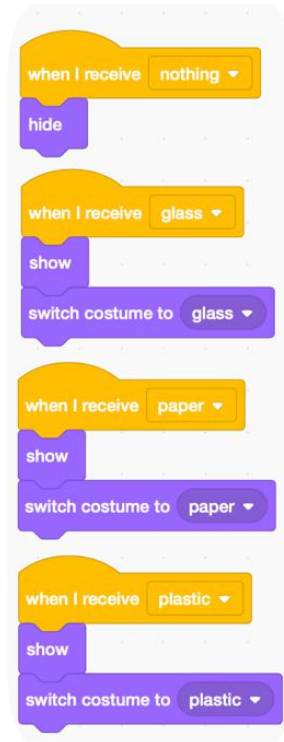 when I receive nothing
hide
when I receive glass
show
switch costume to glass
when I receive paper
show
switch costume to paper
when I receive plastic
show
switch costume to plastic